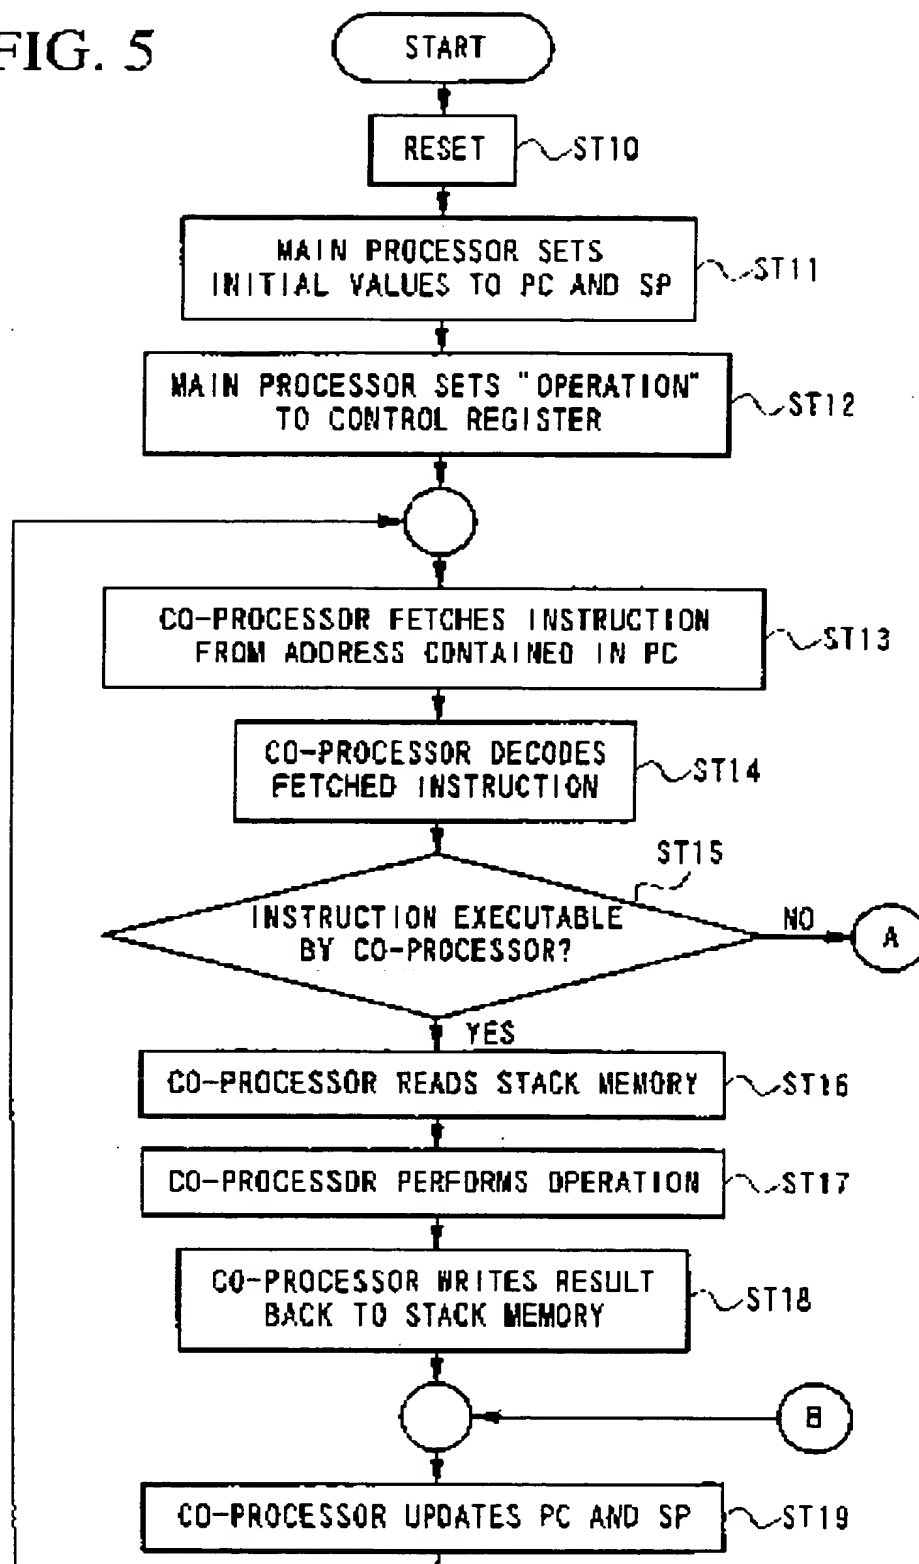 FIG. 5
START
RESET
ST10
MAIN PROCESSOR SETS
INITIAL VALUES TO PC AND SP
ST11
MAIN PROCESSOR SETS "OPERATION"
TO CONTROL REGISTER
ST12
CO-PROCESSOR FETCHES INSTRUCTION
FROM ADDRESS CONTAINED IN PC
ST13
CO-PROCESSOR DECODES
FETCHED INSTRUCTION
ST14
ST15
INSTRUCTION EXECUTABLE
BY CO-PROCESSOR?
NO
A
YES
CO-PROCESSOR READS STACK MEMORY
ST16
CO-PROCESSOR PERFORMS OPERATION
ST17
CO-PROCESSOR WRITES RESULT
BACK TO STACK MEMORY
ST18
B
CO-PROCESSOR UPDATES PC AND SP
ST19